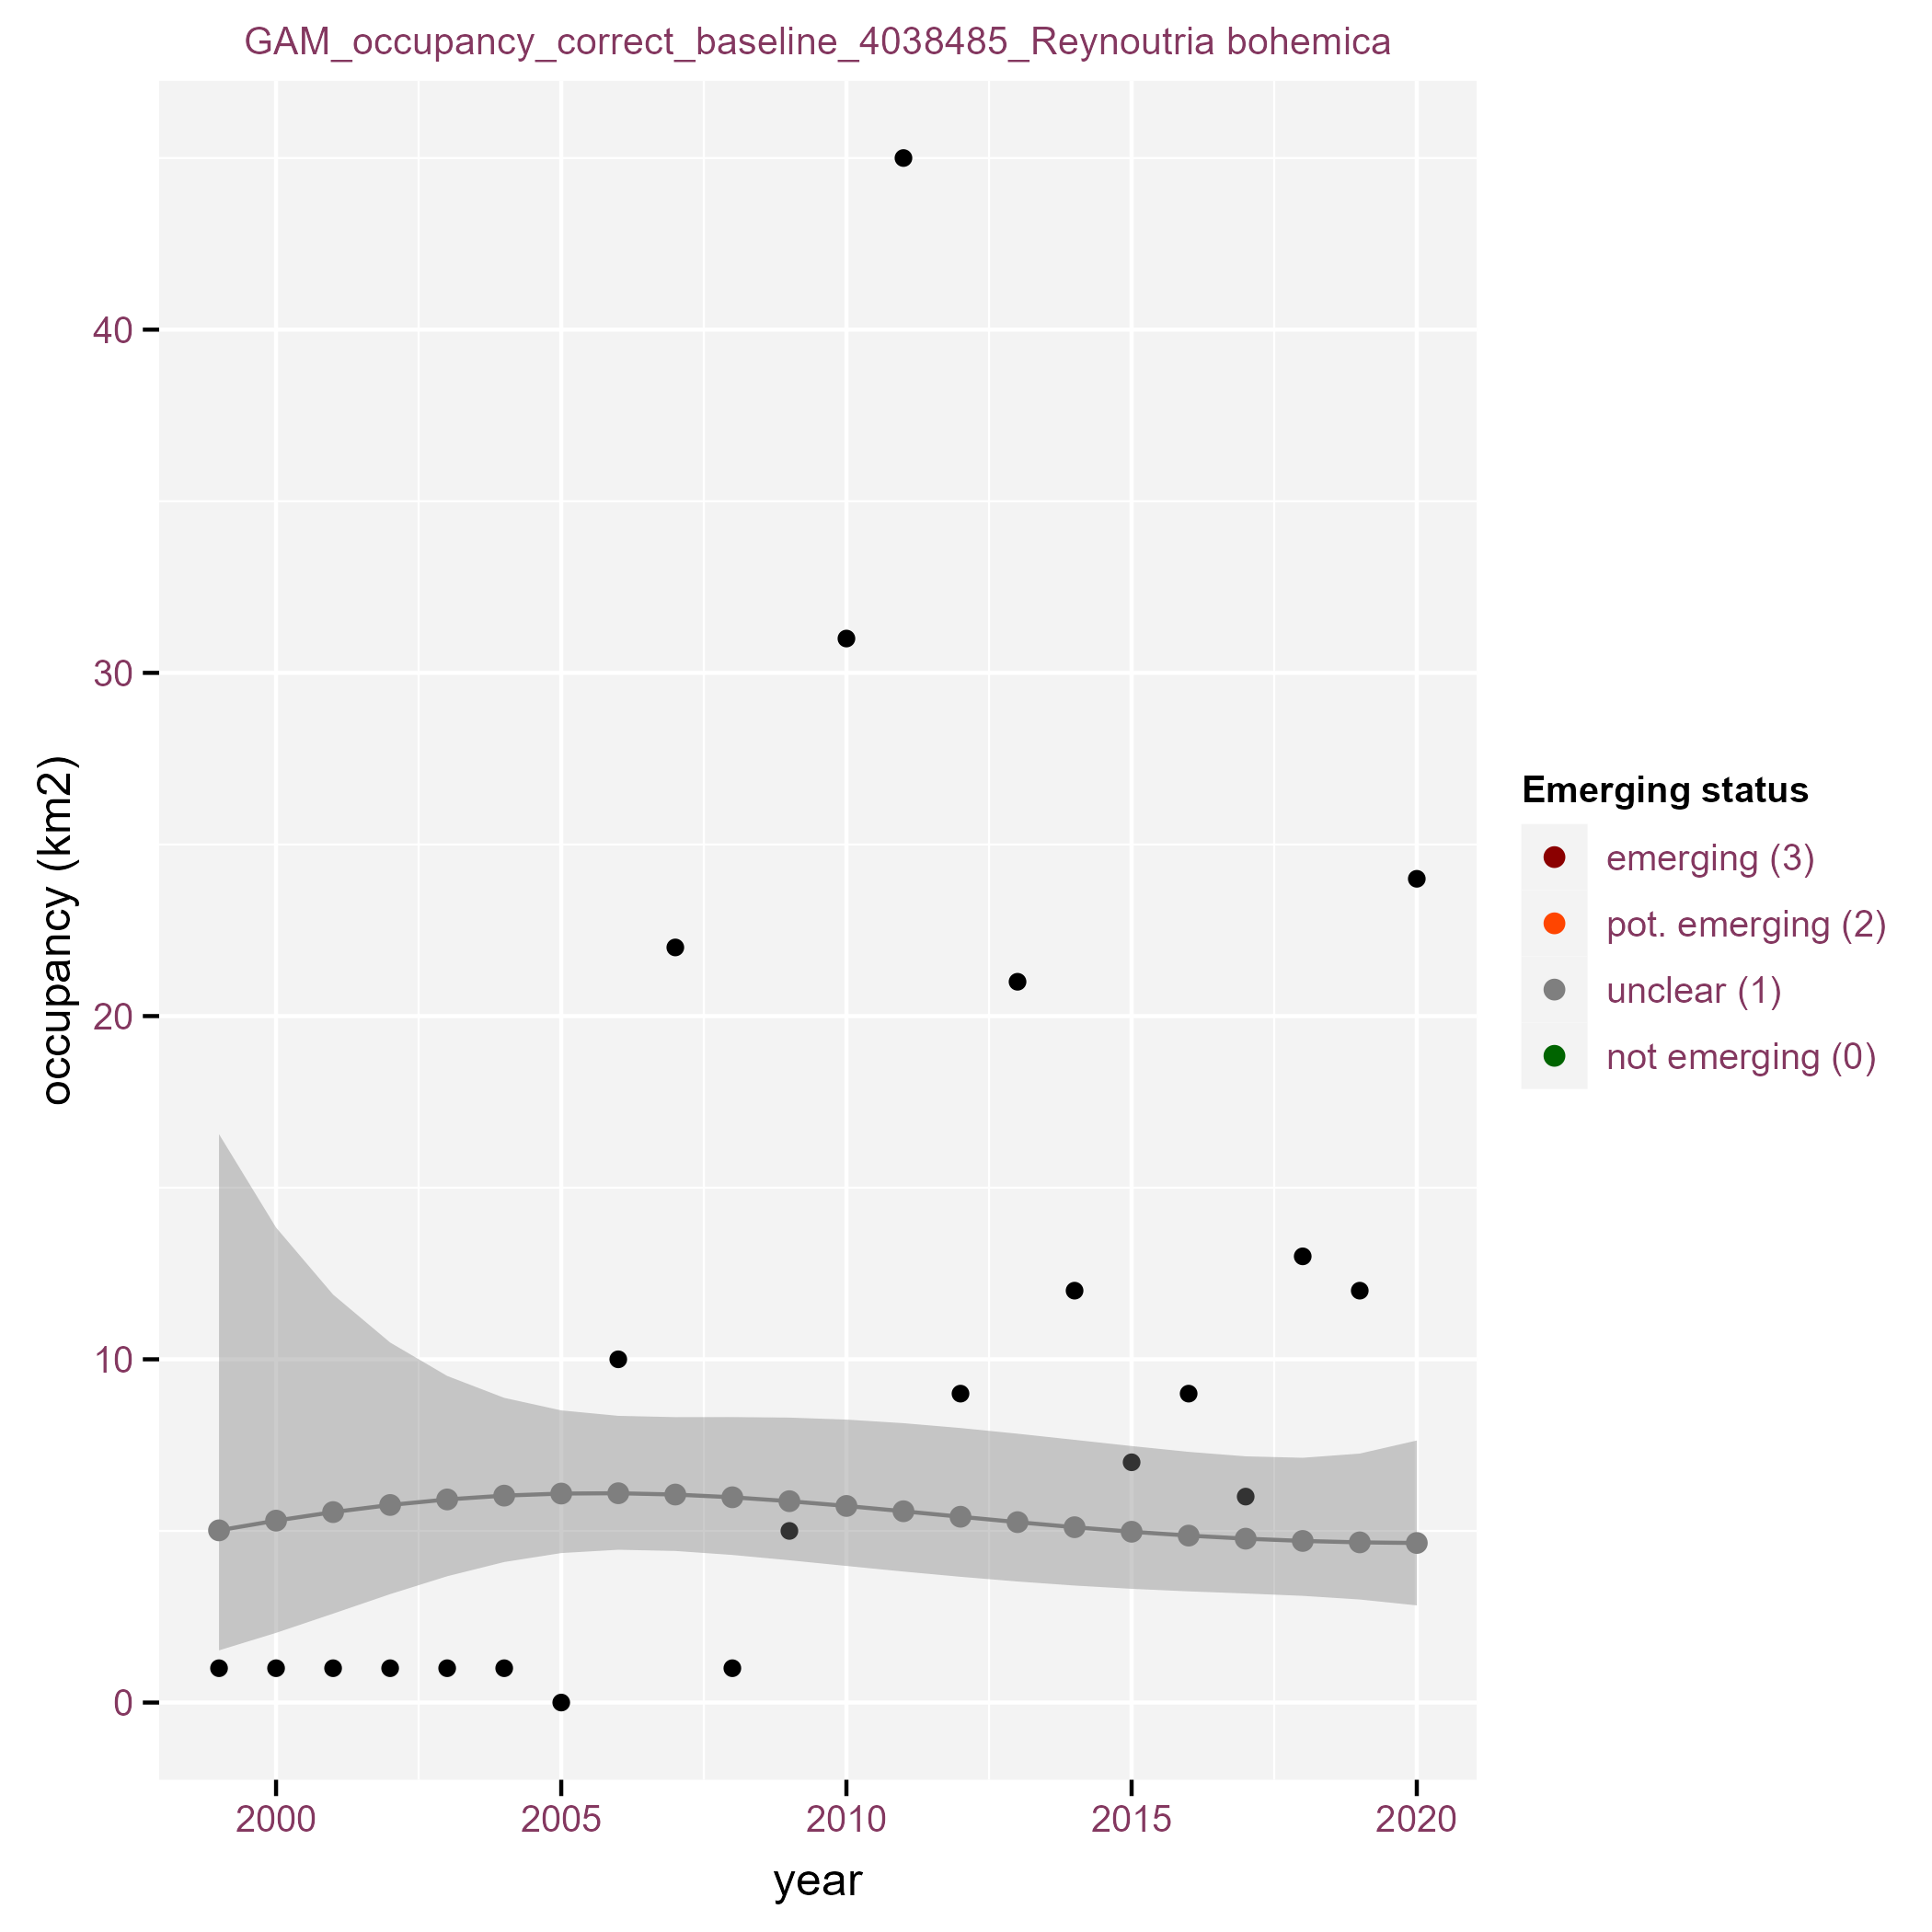 GAM_occupancy_correct_baseline_4038485_Reynoutria bohemica
occupancy (km2)
40
30
20
10
0
2000 2005 2010 2015 2020
year
Emerging status
emerging (3)
pot. emerging (2)
unclear (1)
not emerging (0)